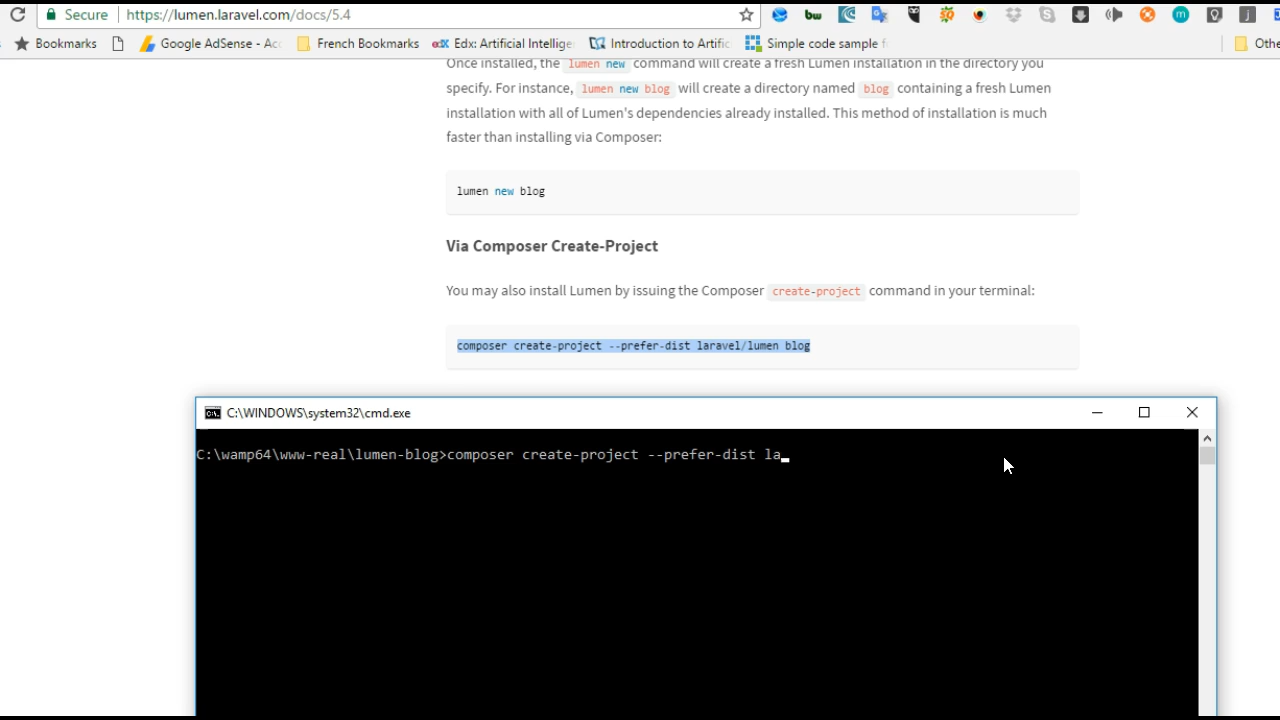 Secure https://lumen.laravel.com/docs/5.4
bw
m
j
Bookmarks Google AdSense - Ac French Bookmarks edX Edx: Artificial Intellige Introduction to Artific Simple code sample f Othe
Once installed, the lumen new command will create a fresh Lumen installation in the directory you
specify. For instance, lumen new blog will create a directory named blog containing a fresh Lumen
installation with all of Lumen's dependencies already installed. This method of installation is much
faster than installing via Composer:
lumen new blog
Via Composer Create-Project
You may also install Lumen by issuing the Composer create-project command in your terminal:
composer create-project --prefer-dist laravel/lumen blog
C:\WINDOWS\system32\cmd.exe
C:\wamp64\www-real\lumen-blog>composer create-project --prefer-dist la